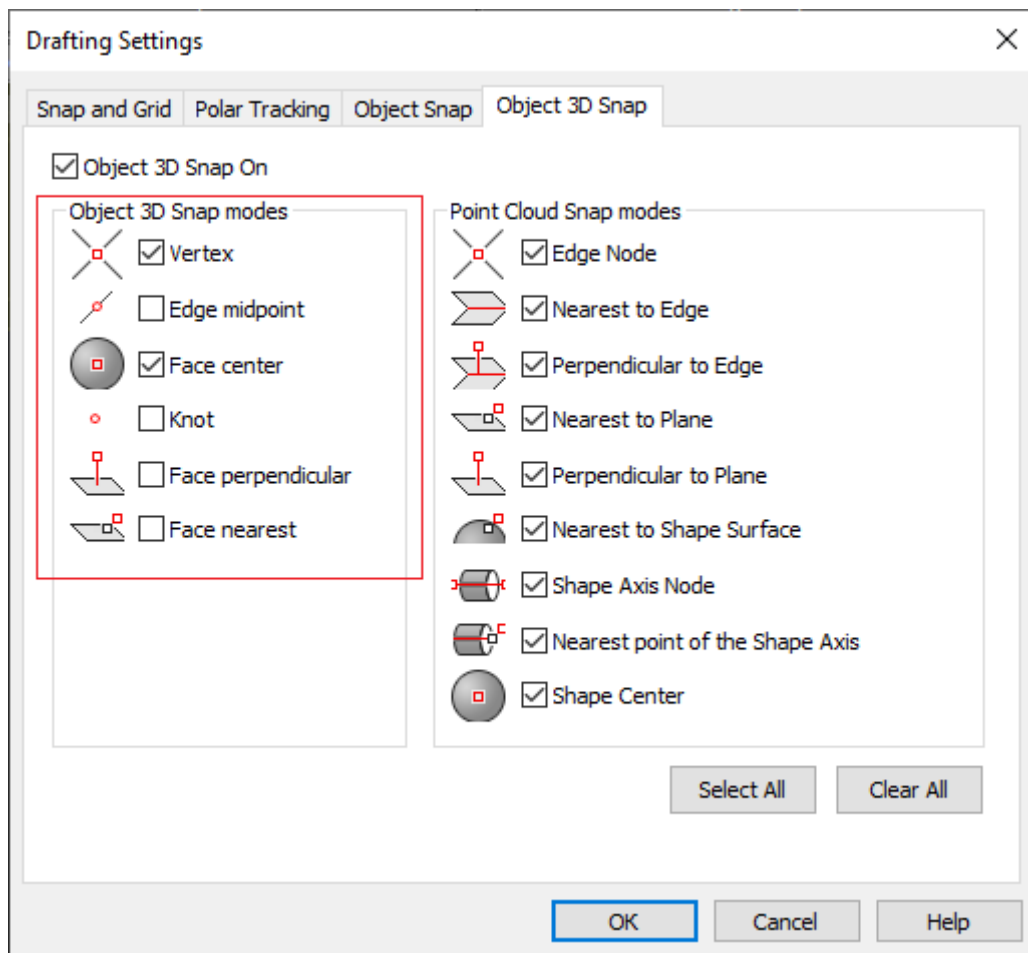 Drafting Settings
Snap and Grid
Polar Tracking
Object Snap
Object 3D Snap
Object 3D Snap On
Object 3D Snap modes
Vertex
Edge midpoint
Face center
Knot
Face perpendicular
Face nearest
Point Cloud Snap modes
Edge Node
Nearest to Edge
Perpendicular to Edge
Nearest to Plane
Perpendicular to Plane
Nearest to Shape Surface
Shape Axis Node
Nearest point of the Shape Axis
Shape Center
Select All
Clear All
OK
Cancel
Help